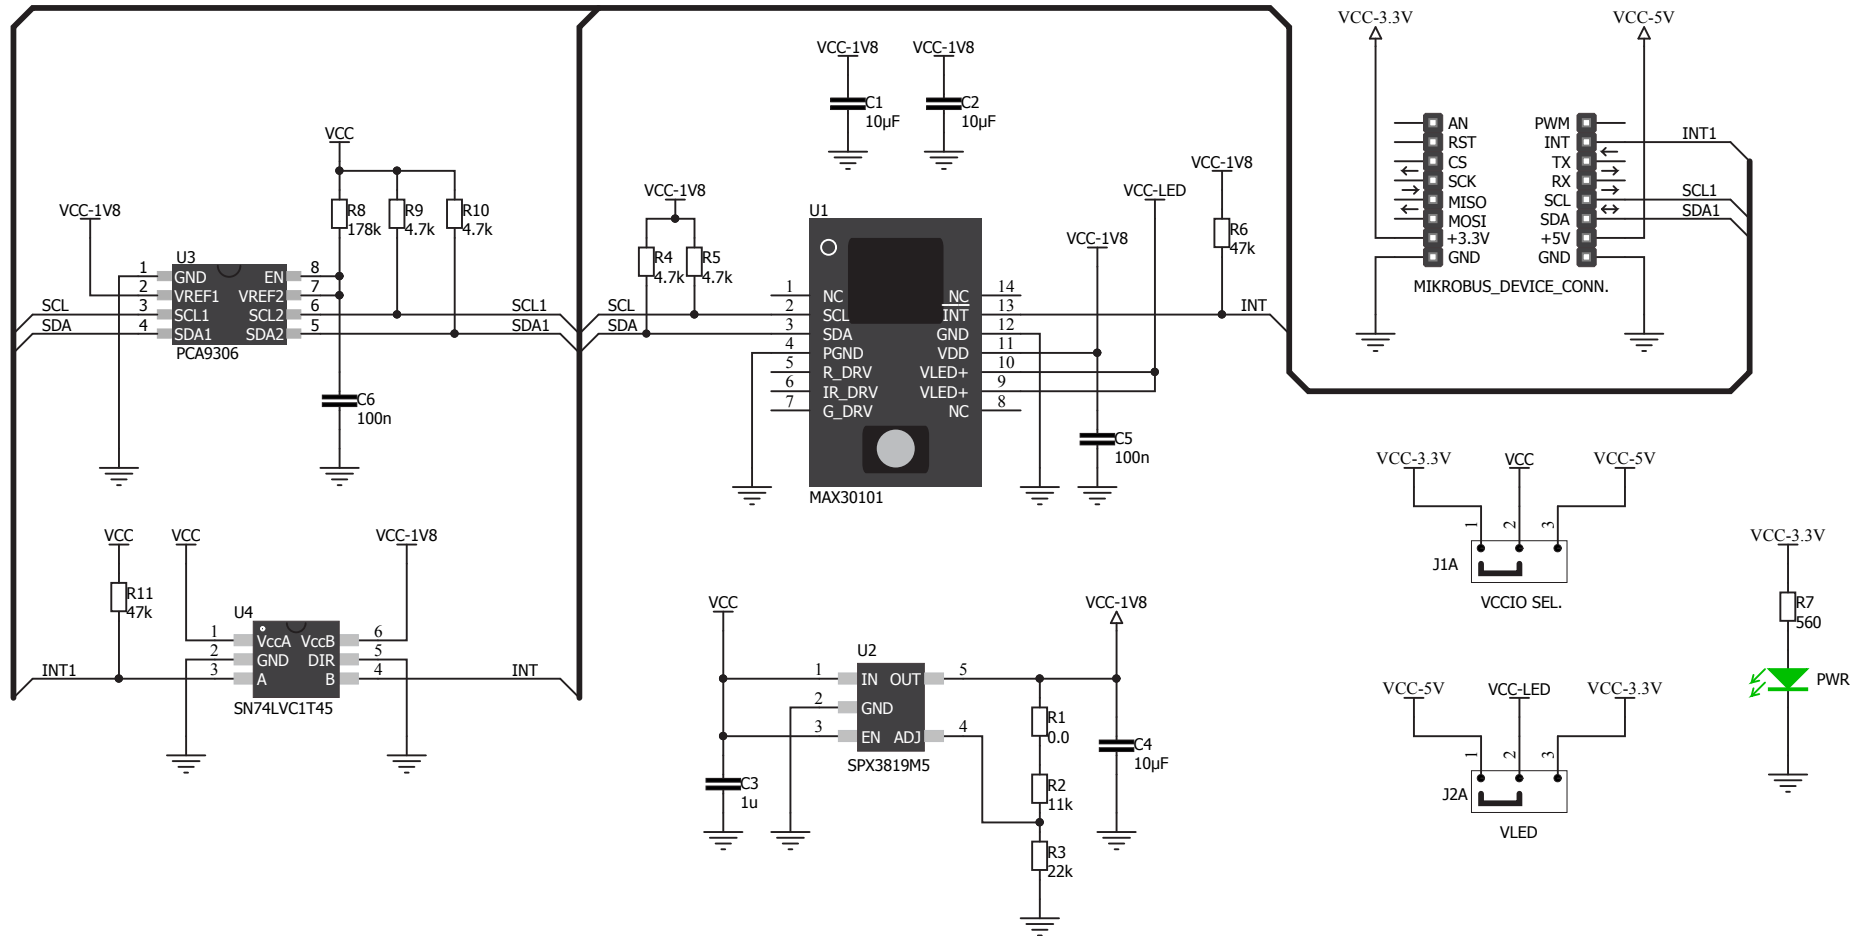 VCC-1V8
VCC-1V8
C1
10µF
C2
10µF
VCC-3.3V
VCC-5V
AN
RST
CS
SCK
MISO
MOSI
+3.3V
GND
PWM
INT
TX
RX
SCL
SDA
+5V
GND
INT1
SCL1
SDA1
MIKROBUS_DEVICE_CONN.
VCC
R8
178k
R9
4.7k
R10
4.7k
VCC-1V8
U3
1
2
3
4
GND
VREF1
SCL1
SDA1
EN
VREF2
SCL2
SDA2
8
7
6
5
PCA9306
SCL
SDA
SCL1
SDA1
C6
100n
VCC-1V8
R4
4.7k
R5
4.7k
SCL
SDA
U1
1
2
3
4
5
6
7
NC
SCL
SDA
PGND
R_DRV
IR_DRV
G_DRV
NC
INT
GND
VDD
VLED+
VLED+
NC
14
13
12
11
10
9
8
MAX30101
VCC-1V8
VCC-LED
VCC-1V8
R6
47k
INT
C5
100n
VCC
R11
47k
VCC
VCC-1V8
U4
1
2
3
VccA
GND
A
VccB
DIR
B
6
5
4
SN74LVC1T45
INT1
INT
VCC
U2
1
2
3
IN
GND
EN
OUT
ADJ
5
4
SPX3819M5
C3
1u
VCC-1V8
R1
0.0
R2
11k
R3
22k
C4
10µF
VCC-3.3V
VCC
VCC-5V
1
2
3
J1A
VCCIO SEL.
VCC-5V
VCC-LED
VCC-3.3V
1
2
3
J2A
VLED
VCC-3.3V
R7
560
PWR